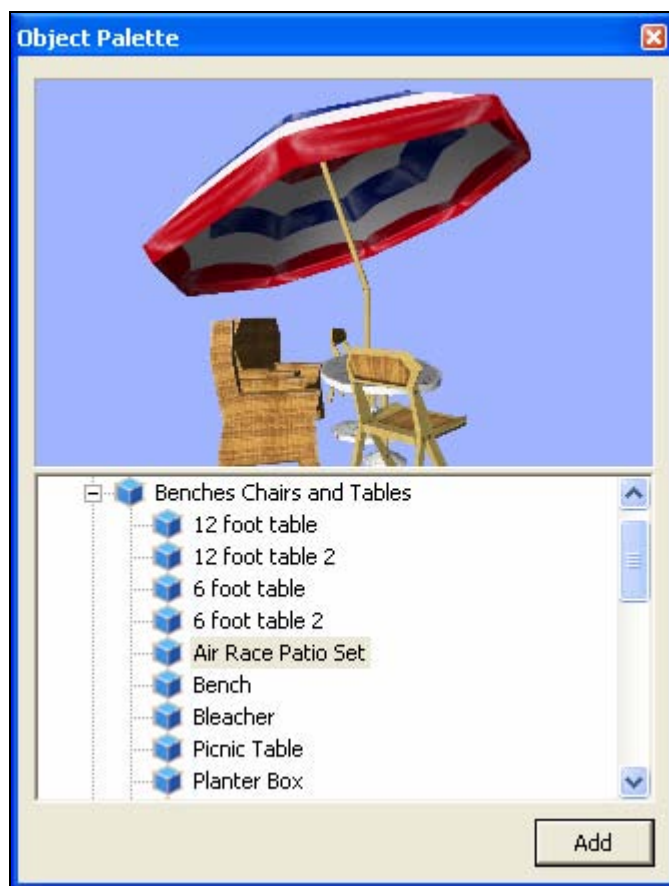 Object Palette
Benches Chairs and Tables
12 foot table
12 foot table 2
6 foot table
6 foot table 2
Air Race Patio Set
Bench
Bleacher
Picnic Table
Planter Box
Add